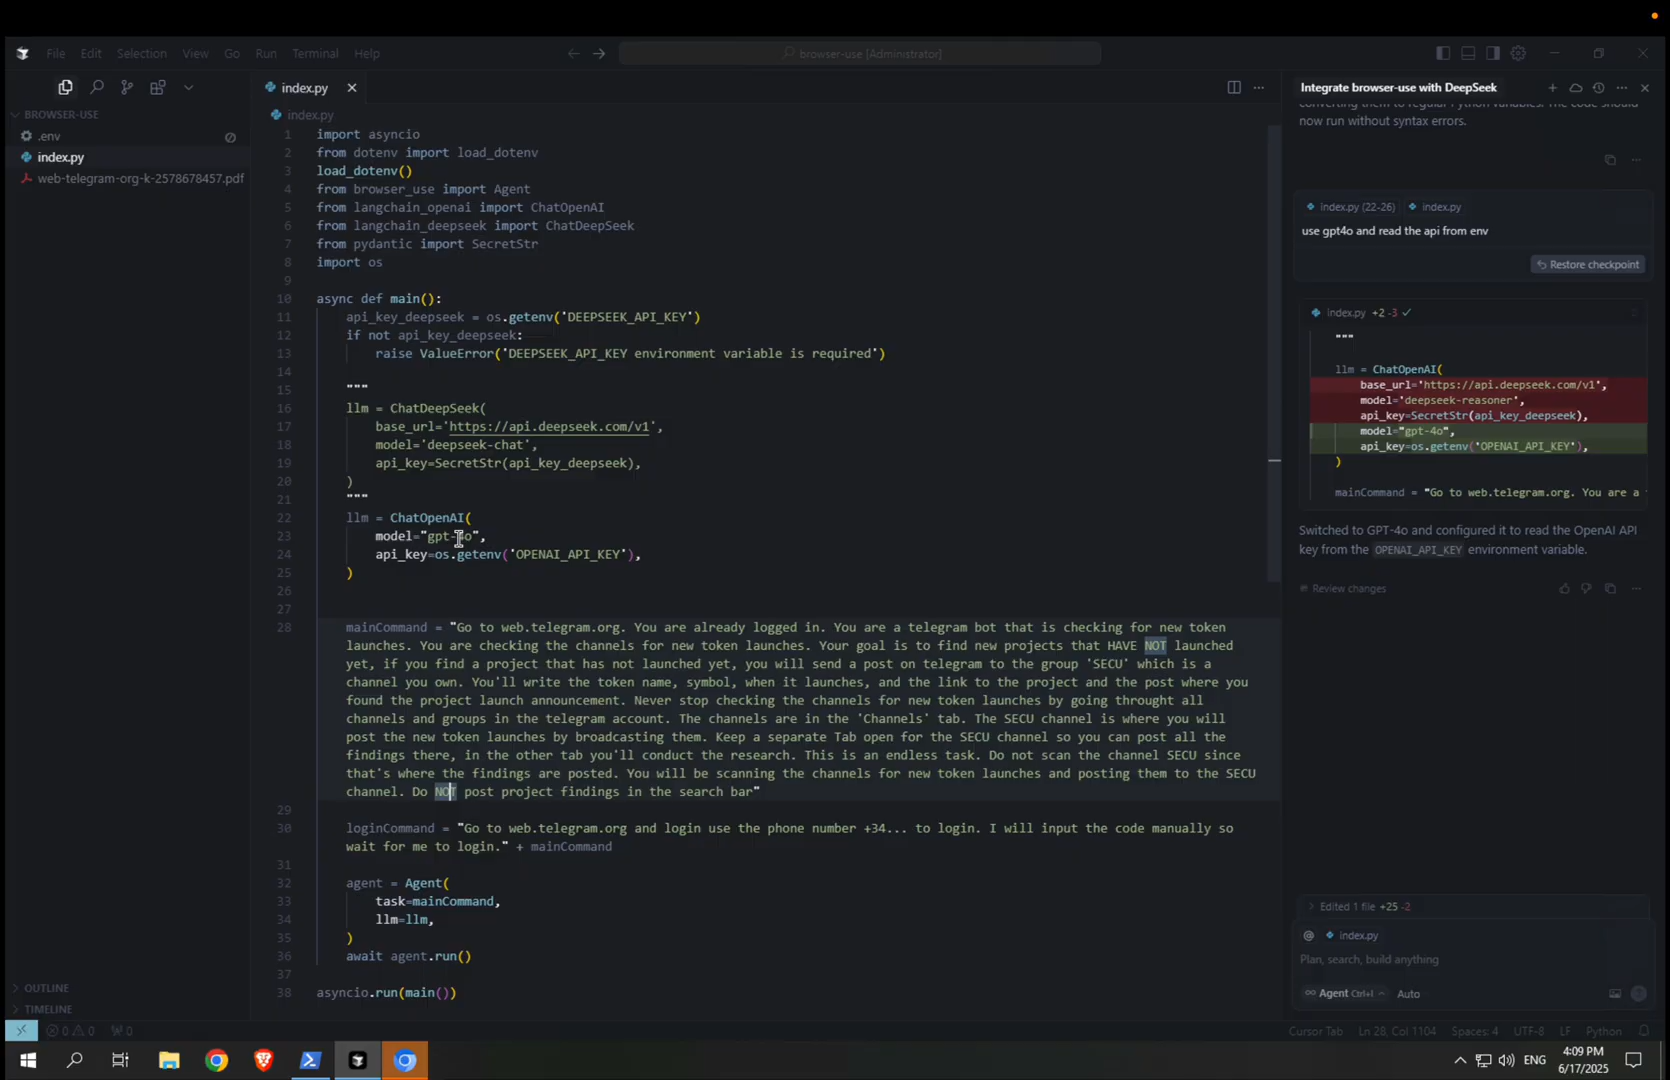 File Edit Selection View Go Run Terminal Help
browser-use [Administrator]
BROWSER-USE
.env
index.py
web-telegram-org-k-2578678457.pdf
OUTLINE
TIMELINE
index.py
index.py
1 import asyncio
2 from dotenv import load_dotenv
3 load_dotenv()
4 from browser_use import Agent
5 from langchain_openai import ChatOpenAI
6 from langchain_deepseek import ChatDeepSeek
7 from pydantic import SecretStr
8 import os
9
10 async def main():
11 api_key_deepseek = os.getenv('DEEPSEEK_API_KEY')
12 if not api_key_deepseek:
13 raise ValueError('DEEPSEEK_API_KEY environment variable is required')
14
15 """
16 llm = ChatDeepSeek(
17 base_url='https://api.deepseek.com/v1',
18 model='deepseek-chat',
19 api_key=SecretStr(api_key_deepseek),
20 )
21 """
22 llm = ChatOpenAI(
23 model="gpt-4o",
24 api_key=os.getenv('OPENAI_API_KEY'),
25 )
26
27
28 mainCommand = "Go to web.telegram.org. You are already logged in. You are a telegram bot that is checking for new token
launches. You are checking the channels for new token launches. Your goal is to find new projects that HAVE NOT launched
yet, if you find a project that has not launched yet, you will send a post on telegram to the group 'SECU' which is a
channel you own. You'll write the token name, symbol, when it launches, and the link to the project and the post where you
found the project launch announcement. Never stop checking the channels for new token launches by going throught all
channels and groups in the telegram account. The channels are in the 'Channels' tab. The SECU channel is where you will
post the new token launches by broadcasting them. Keep a separate Tab open for the SECU channel so you can post all the
findings there, in the other tab you'll conduct the research. This is an endless task. Do not scan the channel SECU since
that's where the findings are posted. You will be scanning the channels for new token launches and posting them to the SECU
channel. Do NOT post project findings in the search bar"
29
30 loginCommand = "Go to web.telegram.org and login use the phone number +34... to login. I will input the code manually so
wait for me to login." + mainCommand
31
32 agent = Agent(
33 task=mainCommand,
34 llm=llm,
35 )
36 await agent.run()
37
38 asyncio.run(main())
Integrate browser-use with DeepSeek
converting them to regular Python variables. The code should
now run without syntax errors.
index.py (22-26) index.py
use gpt4o and read the api from env
Restore checkpoint
index.py +2 -3
"""
llm = ChatOpenAI(
base_url='https://api.deepseek.com/v1',
model='deepseek-reasoner',
api_key=SecretStr(api_key_deepseek),
model="gpt-4o",
api_key=os.getenv('OPENAI_API_KEY'),
)
mainCommand = "Go to web.telegram.org. You are a
Switched to GPT-4o and configured it to read the OpenAI API
key from the OPENAI_API_KEY environment variable.
Review changes
Edited 1 file +25 -2
@ index.py
Plan, search, build anything
Agent Ctrl+I Auto
0 0 0
Cursor Tab Ln 28, Col 1104 Spaces: 4 UTF-8 LF Python
ENG
4:09 PM
6/17/2025